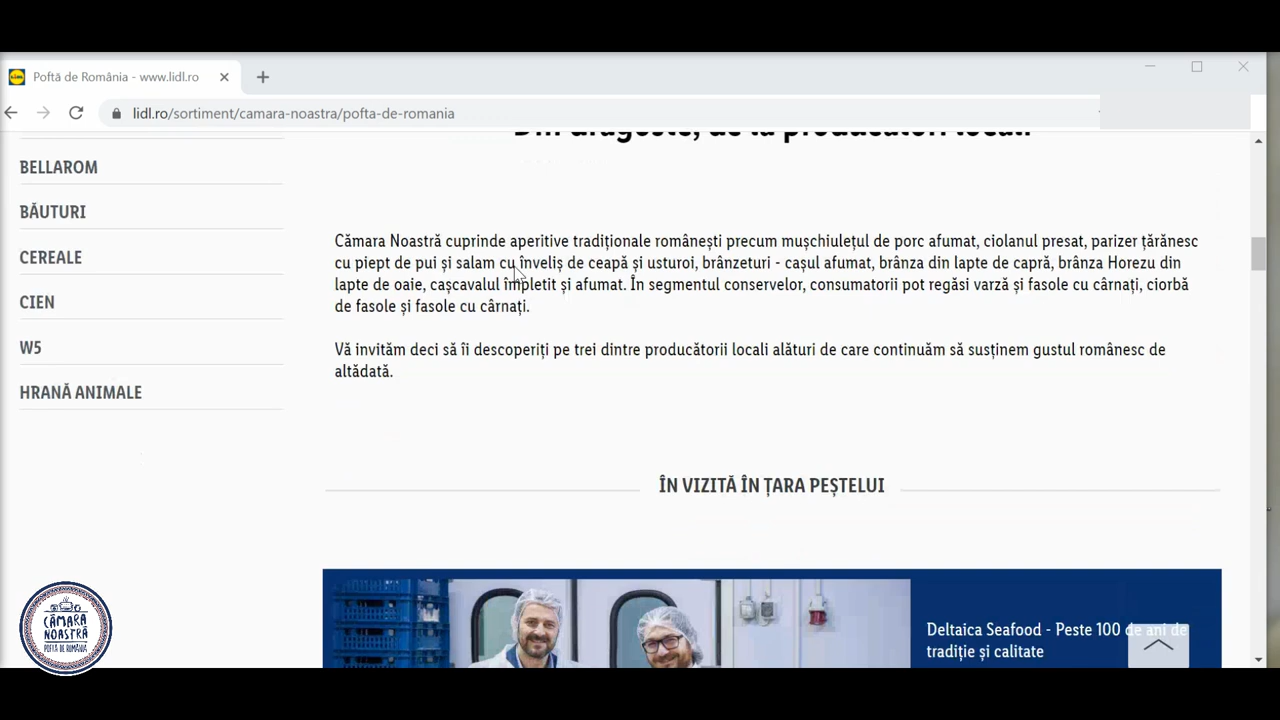 Poftă de România - www.lidl.ro
lidl.ro/sortiment/camara-noastra/pofta-de-romania
Din dragoste, de la producători locali
BELLAROM
BĂUTURI
CEREALE
CIEN
W5
HRANĂ ANIMALE
Cămara Noastră cuprinde aperitive tradiționale românești precum mușchiulețul de porc afumat, ciolanul presat, parizer țărănesc
cu piept de pui și salam cu înveliș de ceapă și usturoi, brânzeturi - cașul afumat, brânza din lapte de capră, brânza Horezu din
lapte de oaie, cașcavalul împletit și afumat. În segmentul conservelor, consumatorii pot regăsi varză și fasole cu cârnați, ciorbă
de fasole și fasole cu cârnați.
Vă invităm deci să îi descoperiți pe trei dintre producătorii locali alături de care continuăm să susținem gustul românesc de
altădată.
ÎN VIZITĂ ÎN ȚARA PEȘTELUI
Deltaica Seafood - Peste 100 de ani de
tradiție și calitate
CĂMARA
NOASTRĂ
POFTĂ DE ROMÂNIA